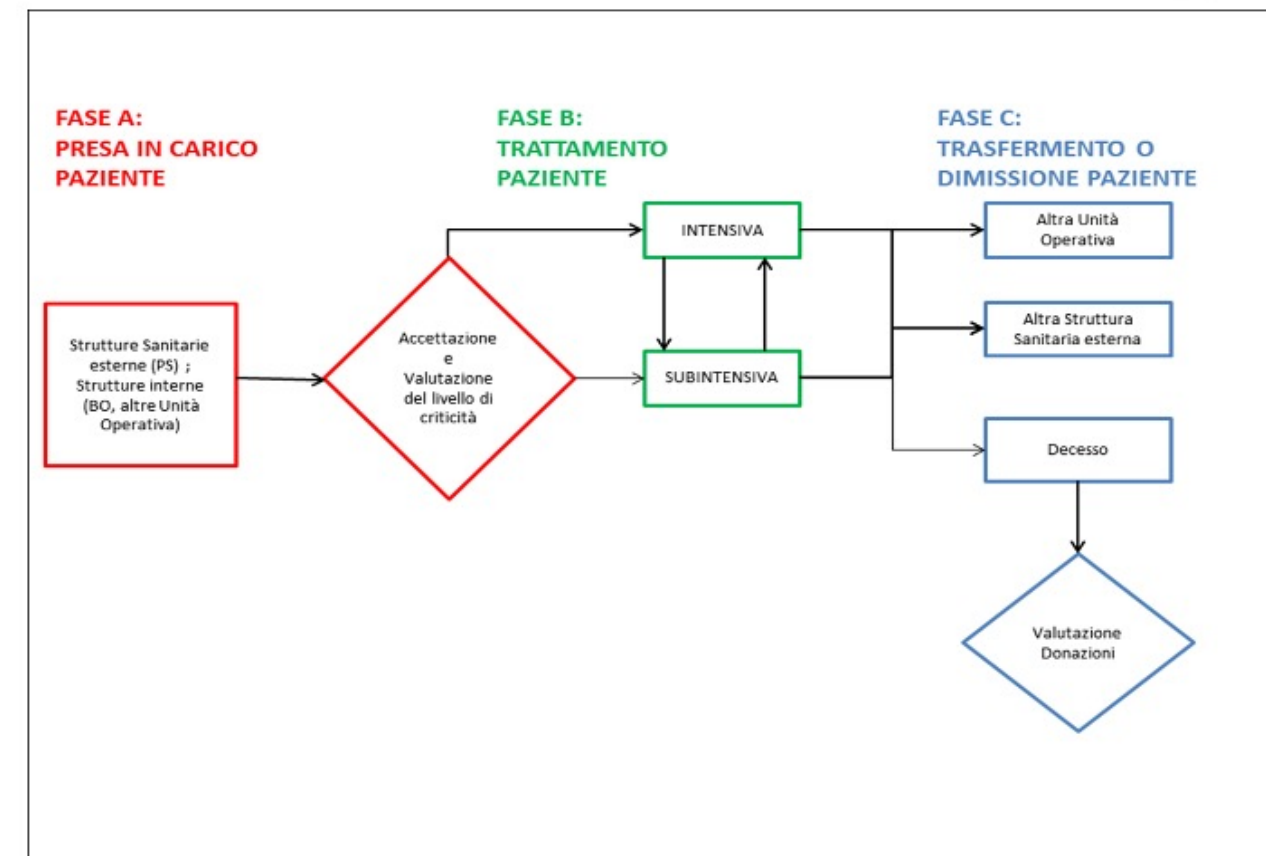 FASE A:
PRESA IN CARICO
PAZIENTE
FASE B:
TRATTAMENTO
PAZIENTE
FASE C:
TRASFERMENTO O
DIMISSIONE PAZIENTE
Strutture Sanitarie
esterne (PS) ;
Strutture interne
(BO, altre Unità
Operativa)
Accettazione
e
Valutazione
del livello di
criticità
INTENSIVA
SUBINTENSIVA
Altra Unità
Operativa
Altra Struttura
Sanitaria esterna
Decesso
Valutazione
Donazioni